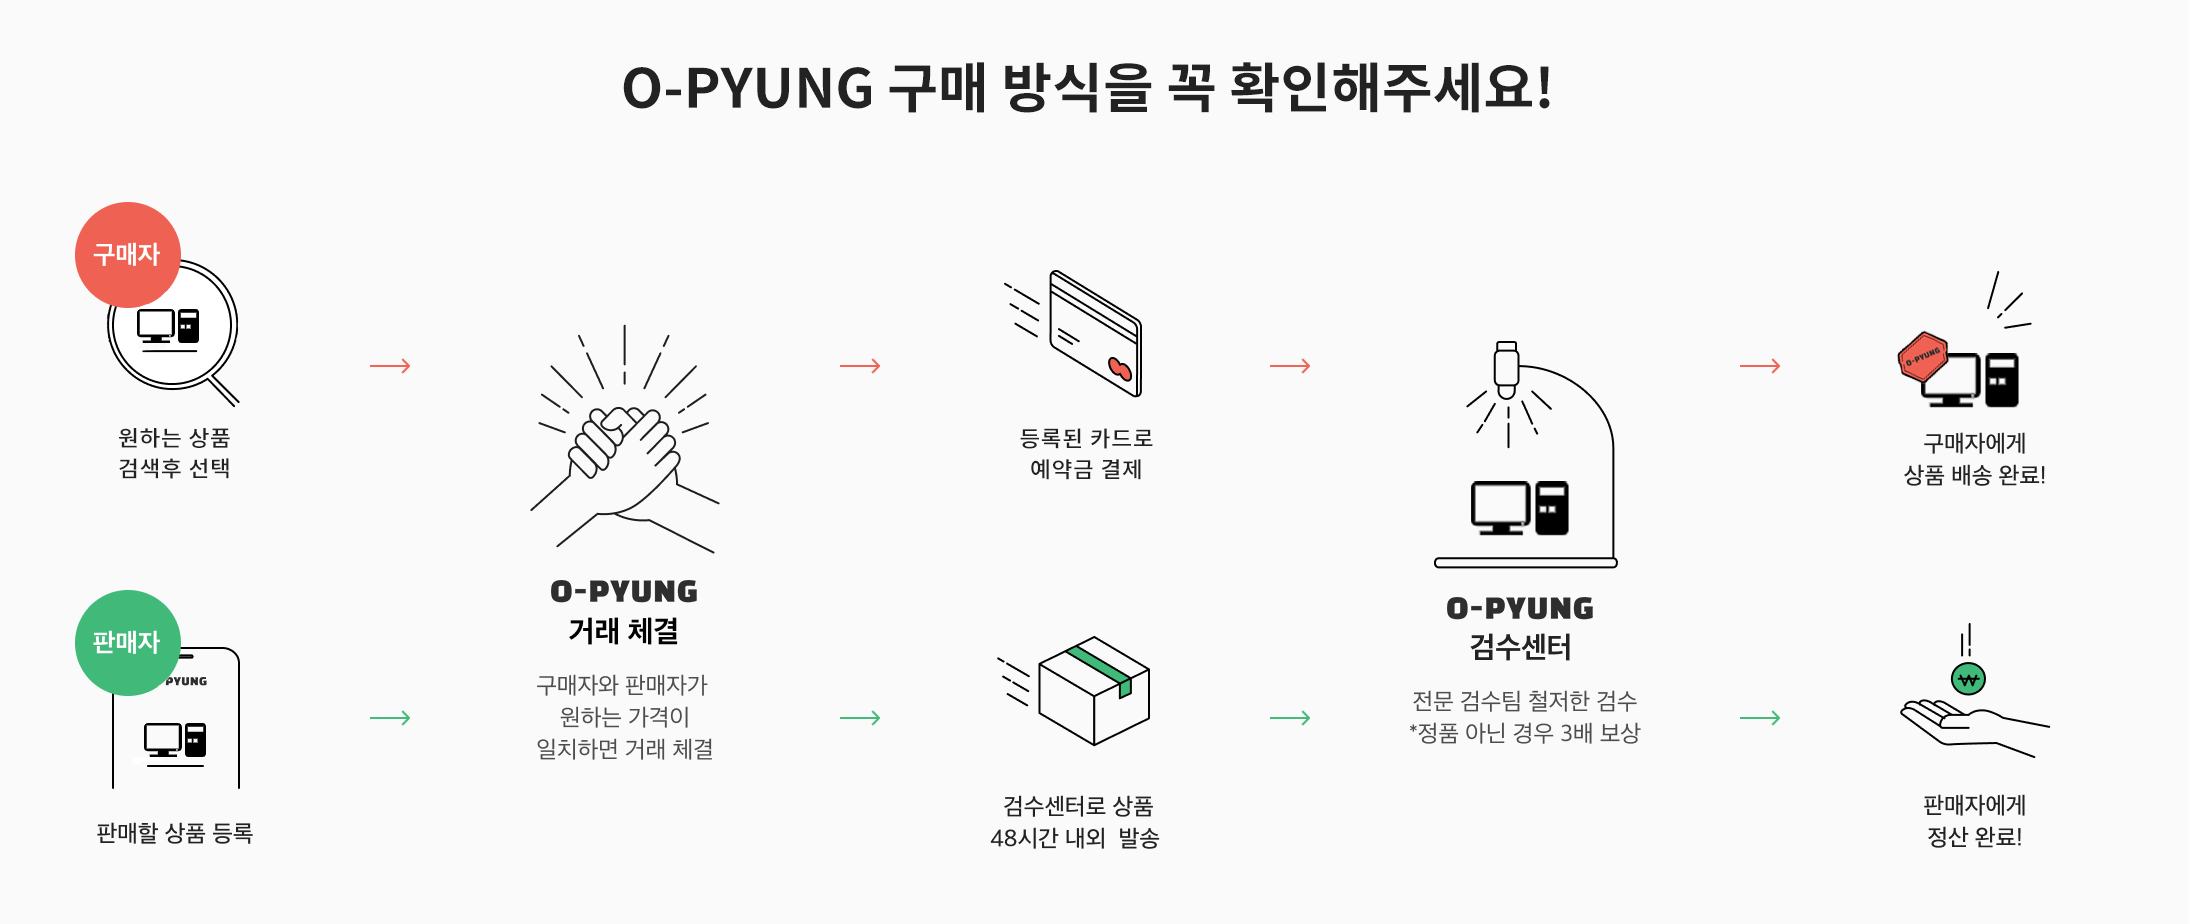 O-PYUNG 구매 방식을 꼭 확인해주세요!
구매자
원하는 상품
검색후 선택
판매자
PYUNG
판매할 상품 등록
O-PYUNG
거래 체결
구매자와 판매자가
원하는 가격이
일치하면 거래 체결
등록된 카드로
예약금 결제
검수센터로 상품
48시간 내외 발송
O-PYUNG
검수센터
전문 검수팀 철저한 검수
*정품 아닌 경우 3배 보상
O-PYUNG
구매자에게
상품 배송 완료!
₩
판매자에게
정산 완료!